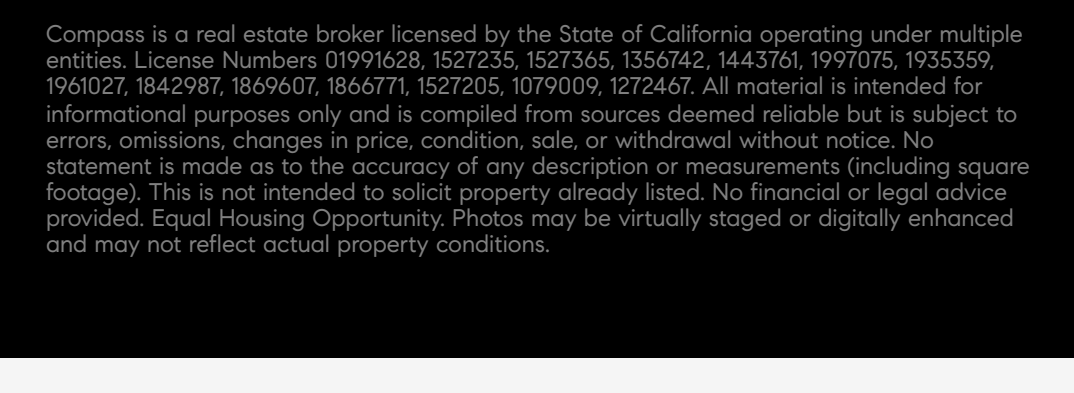 Compass is a real estate broker licensed by the State of California operating under multiple
entities. License Numbers 01991628, 1527235, 1527365, 1356742, 1443761, 1997075, 1935359,
1961027, 1842987, 1869607, 1866771, 1527205, 1079009, 1272467. All material is intended for
informational purposes only and is compiled from sources deemed reliable but is subject to
errors, omissions, changes in price, condition, sale, or withdrawal without notice. No
statement is made as to the accuracy of any description or measurements (including square
footage). This is not intended to solicit property already listed. No financial or legal advice
provided. Equal Housing Opportunity. Photos may be virtually staged or digitally enhanced
and may not reflect actual property conditions.